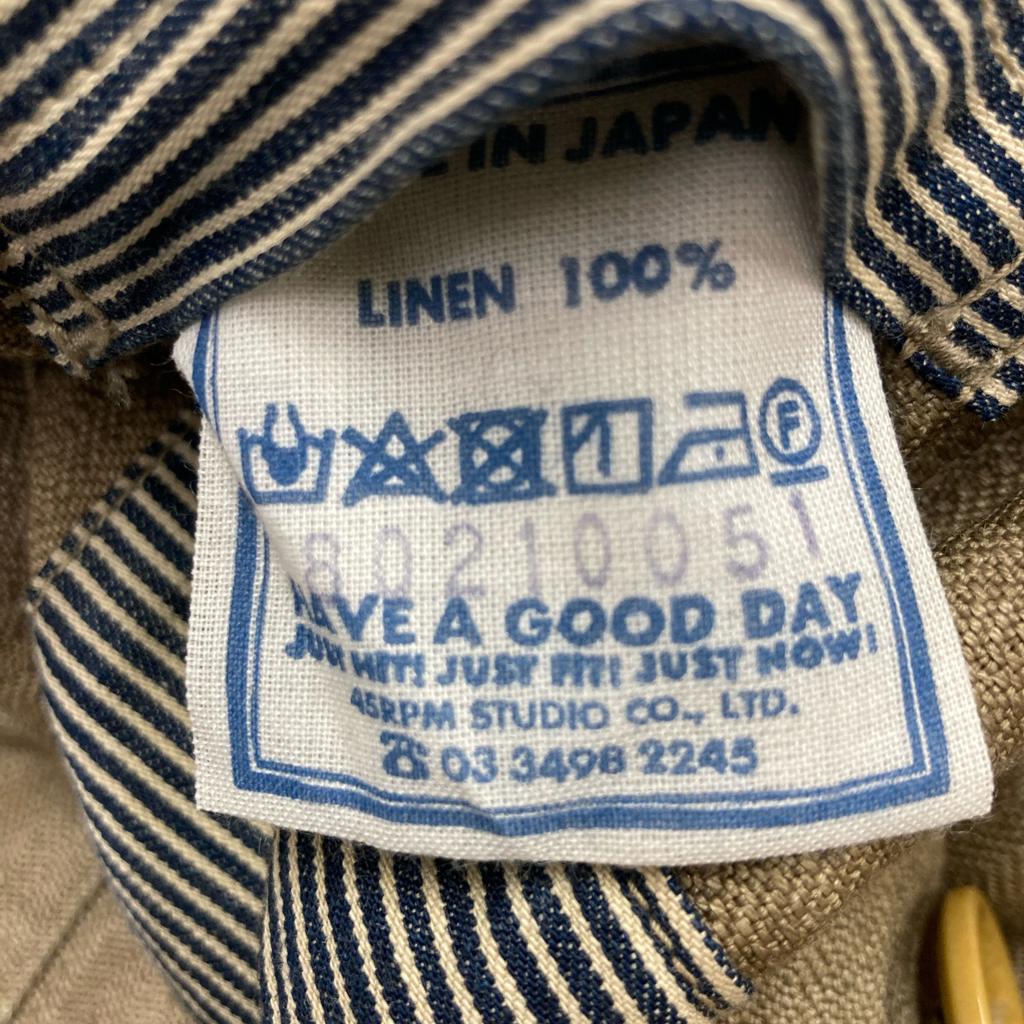 IN JAPAN
LINEN 100%
F
80210051
HAVE A GOOD DAY
JUST HIT! JUST FIT! JUST NOW!
45RPM STUDIO CO., LTD.
☎ 03 3498 2245